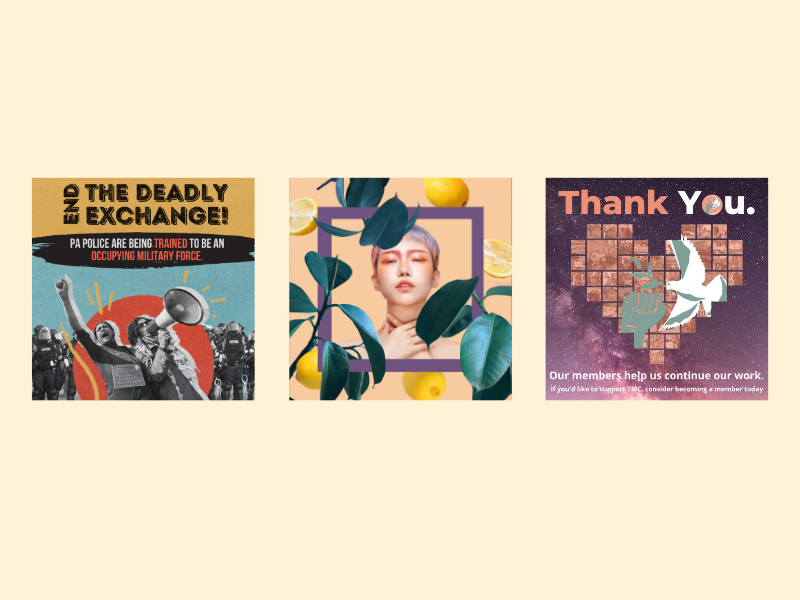 END THE DEADLY
EXCHANGE!
PA POLICE ARE BEING TRAINED TO BE AN
OCCUPYING MILITARY FORCE.
Thank You.
Our members help us continue our work.
if you'd like to support TMC, consider becoming a member today